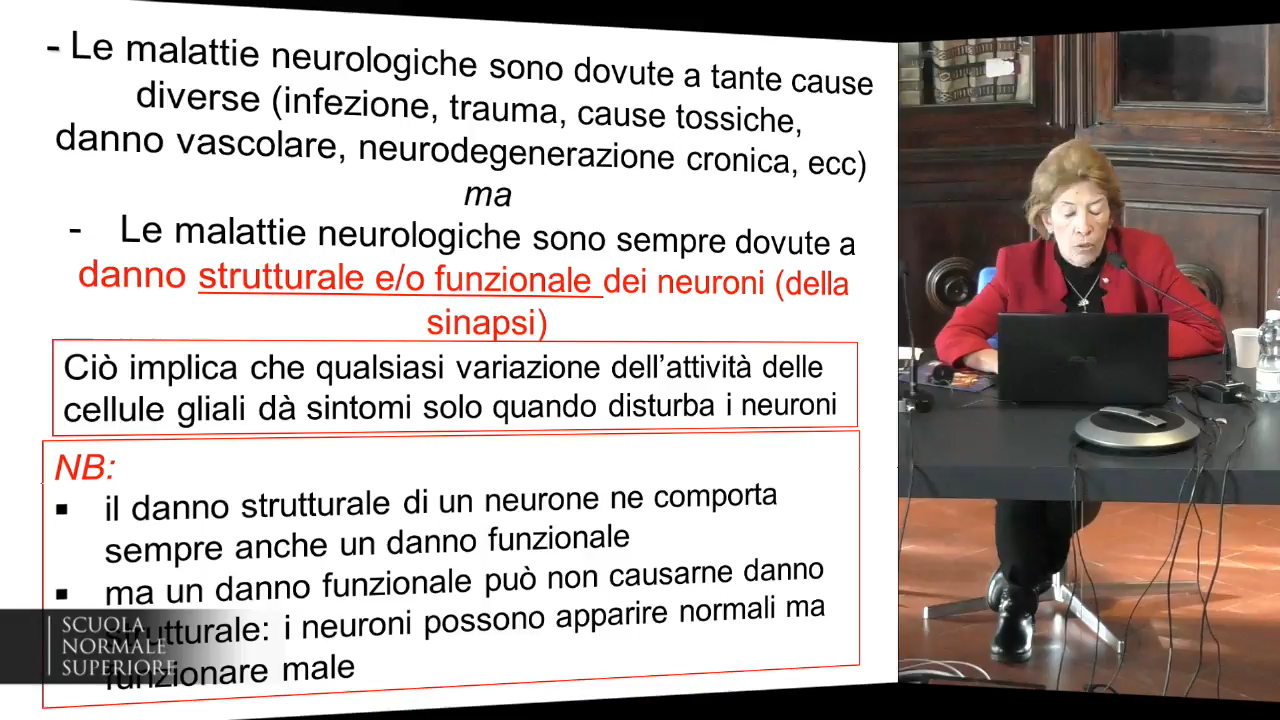 - Le malattie neurologiche sono dovute a tante cause
diverse (infezione, trauma, cause tossiche,
danno vascolare, neurodegenerazione cronica, ecc)
ma
- Le malattie neurologiche sono sempre dovute a
danno strutturale e/o funzionale dei neuroni (della
sinapsi)
Ciò implica che qualsiasi variazione dell'attività delle
cellule gliali dà sintomi solo quando disturba i neuroni
NB:
▪ il danno strutturale di un neurone ne comporta
sempre anche un danno funzionale
▪ ma un danno funzionale può non causarne danno
strutturale: i neuroni possono apparire normali ma
funzionare male
SCUOLA
NORMALE
SUPERIORE